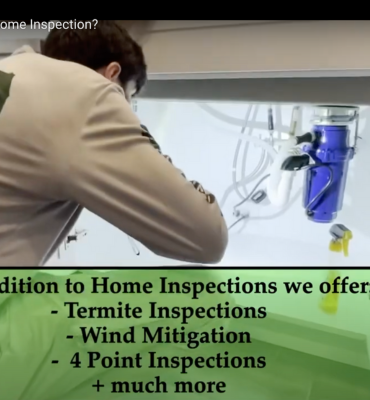 ome Inspection?
dition to Home Inspections we offer
- Termite Inspections
- Wind Mitigation
- 4 Point Inspections
+ much more